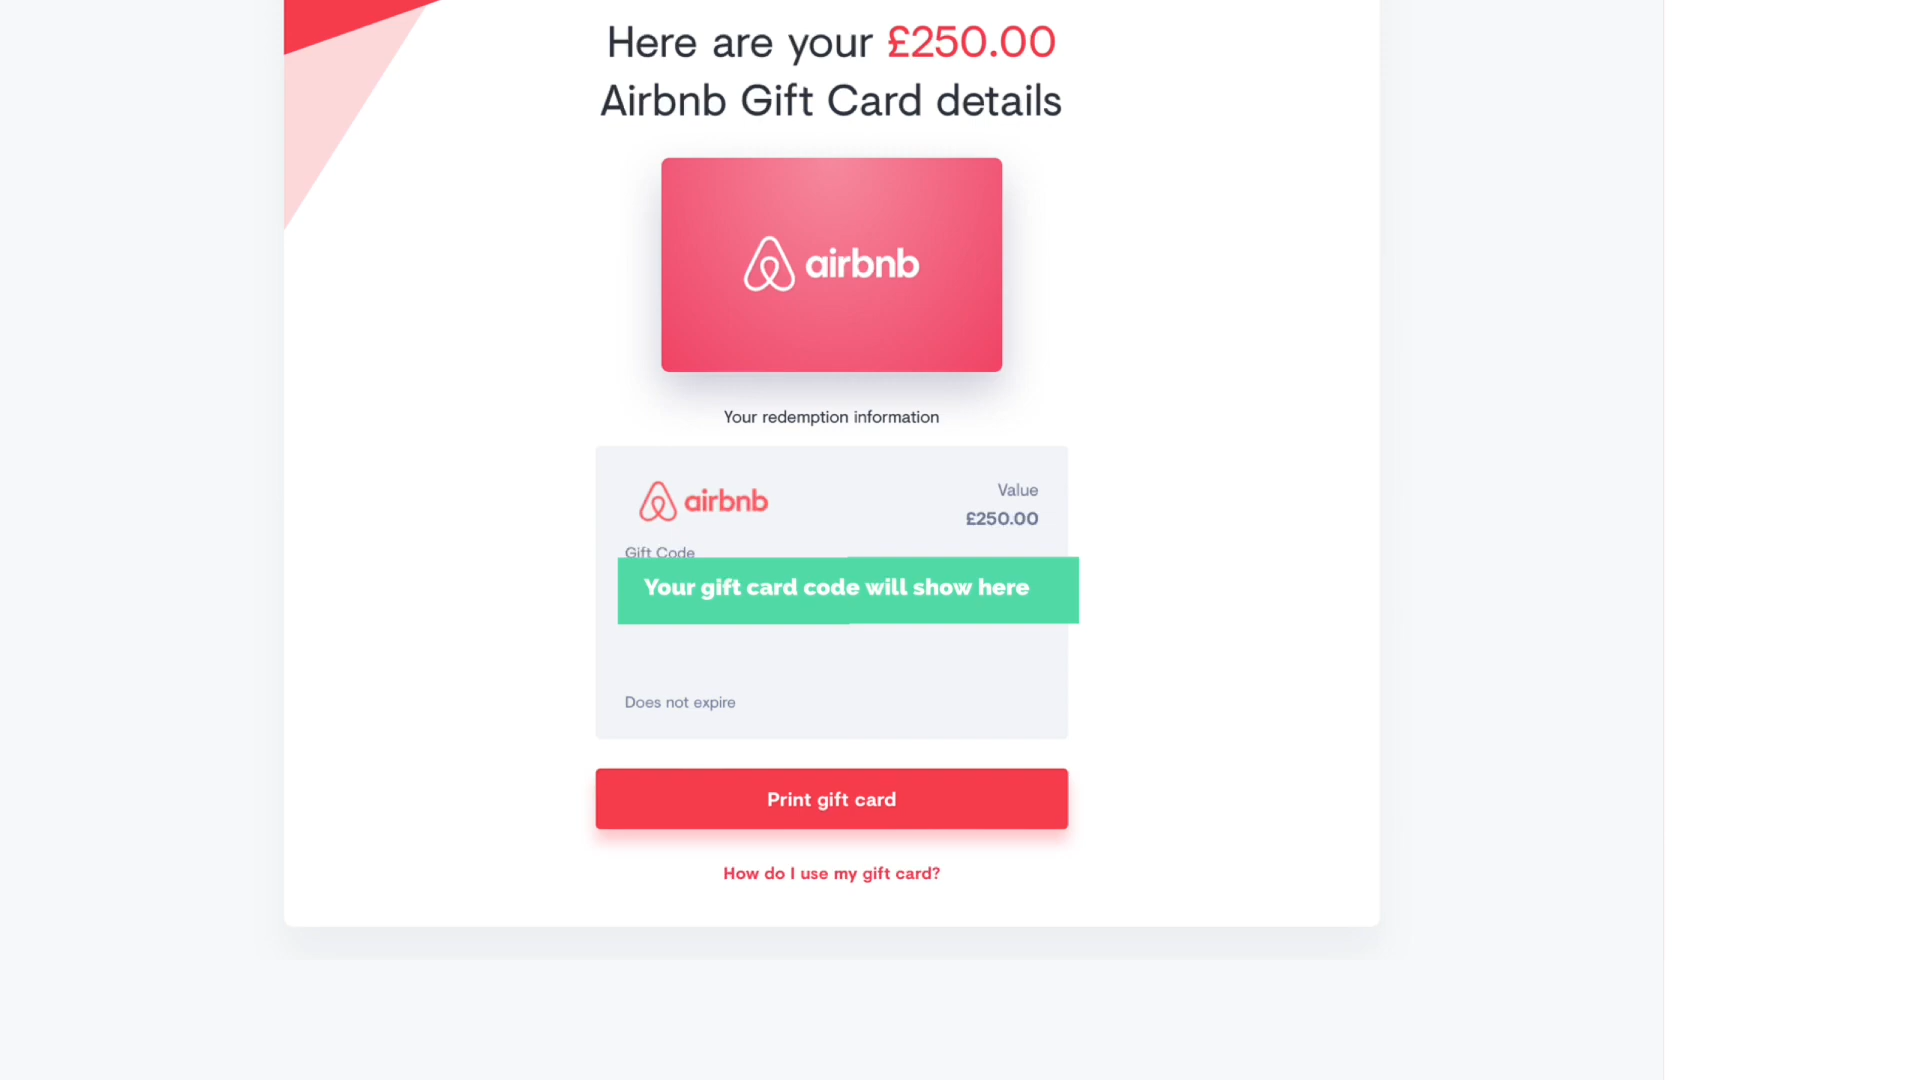 Here are your £250.00
Airbnb Gift Card details
airbnb
Your redemption information
airbnb
Value
£250.00
Gift Code
Your gift card code will show here
Does not expire
Print gift card
How do I use my gift card?